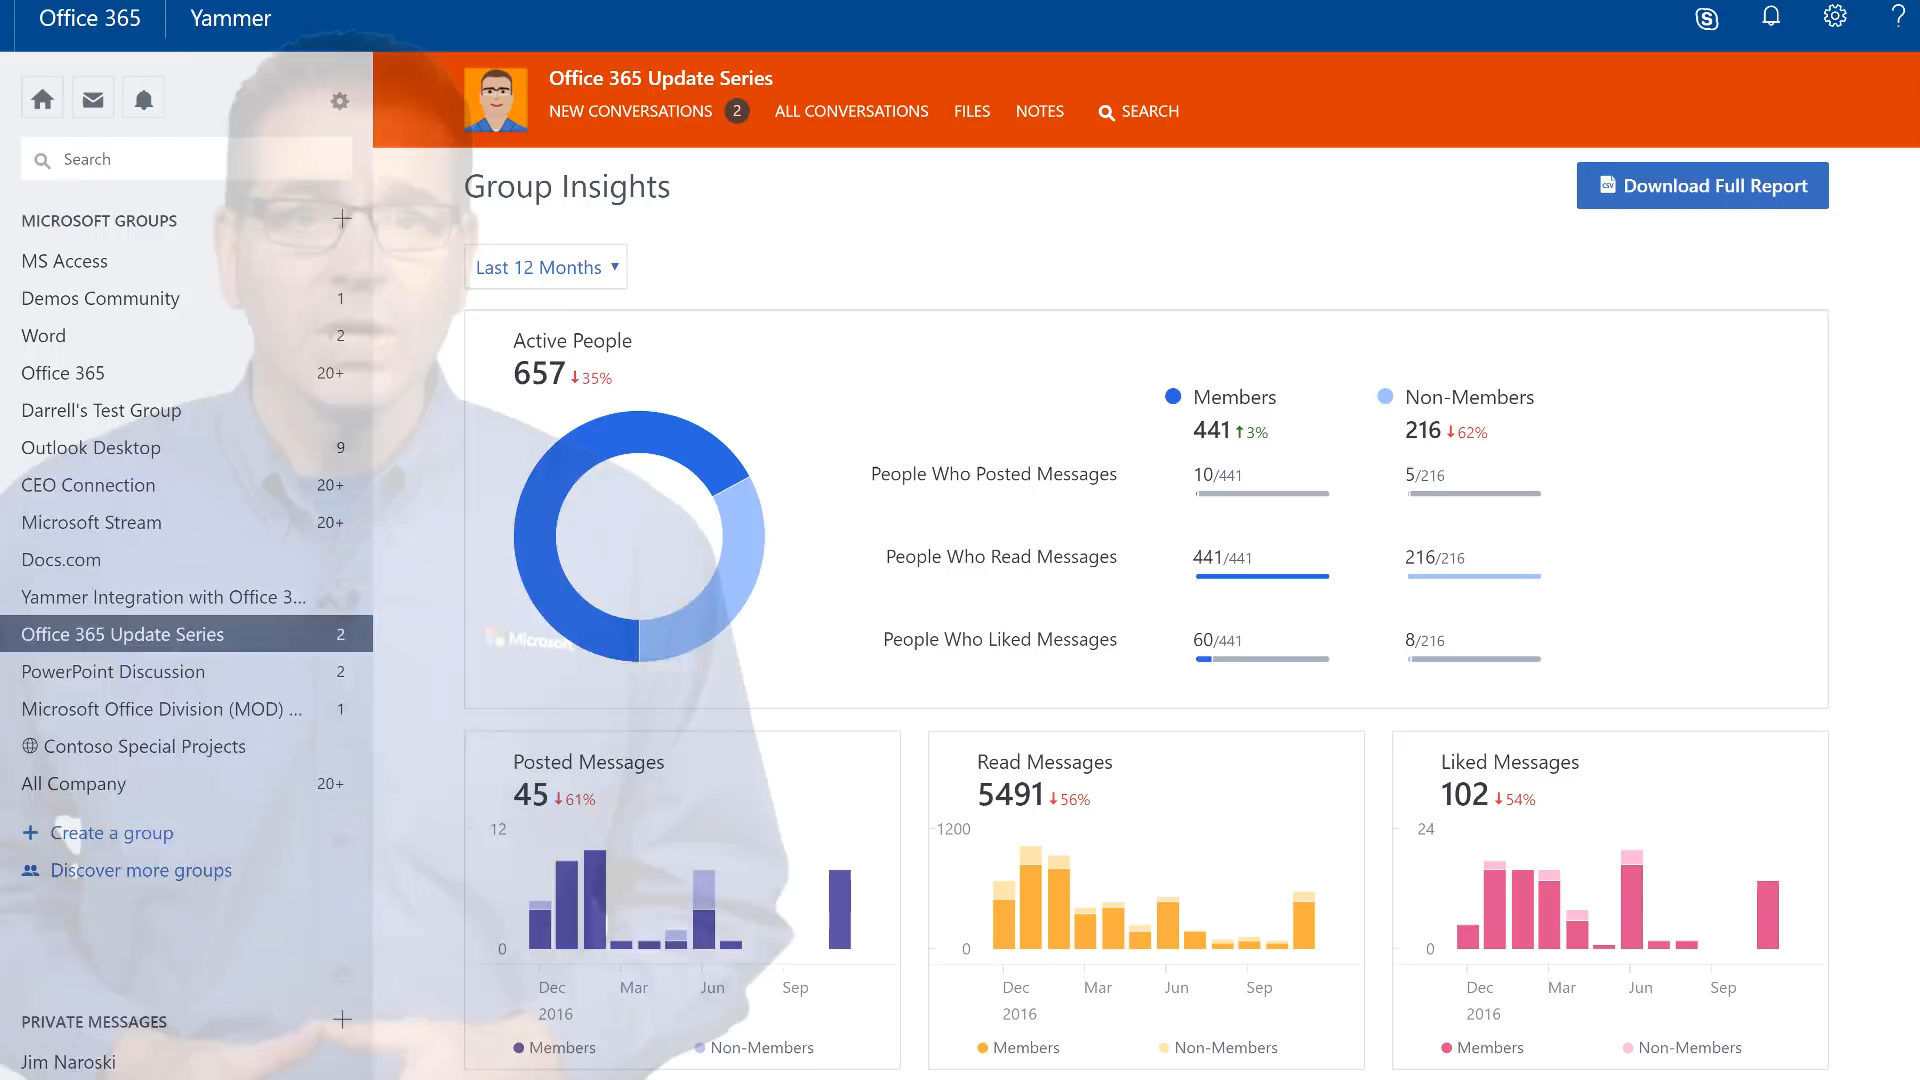 Office 365
Yammer
?
Search
MICROSOFT GROUPS
MS Access
Demos Community 1
Word 2
Office 365 20+
Darrell's Test Group
Outlook Desktop 9
CEO Connection 20+
Microsoft Stream 20+
Docs.com
Yammer Integration with Office 3...
Office 365 Update Series 2
PowerPoint Discussion 2
Microsoft Office Division (MOD) ... 1
Contoso Special Projects
All Company 20+
Create a group
Discover more groups
PRIVATE MESSAGES
Jim Naroski
Office 365 Update Series
NEW CONVERSATIONS 2 ALL CONVERSATIONS FILES NOTES SEARCH
Group Insights
CSV Download Full Report
Last 12 Months
Active People
657 35%
Members Non-Members
441 3% 216 62%
People Who Posted Messages 10/441 5/216
People Who Read Messages 441/441 216/216
People Who Liked Messages 60/441 8/216
Microsoft
Posted Messages
45 61%
12
0
Dec Mar Jun Sep
2016
Members Non-Members
Read Messages
5491 56%
1200
0
Dec Mar Jun Sep
2016
Members Non-Members
Liked Messages
102 54%
24
0
Dec Mar Jun Sep
2016
Members Non-Members